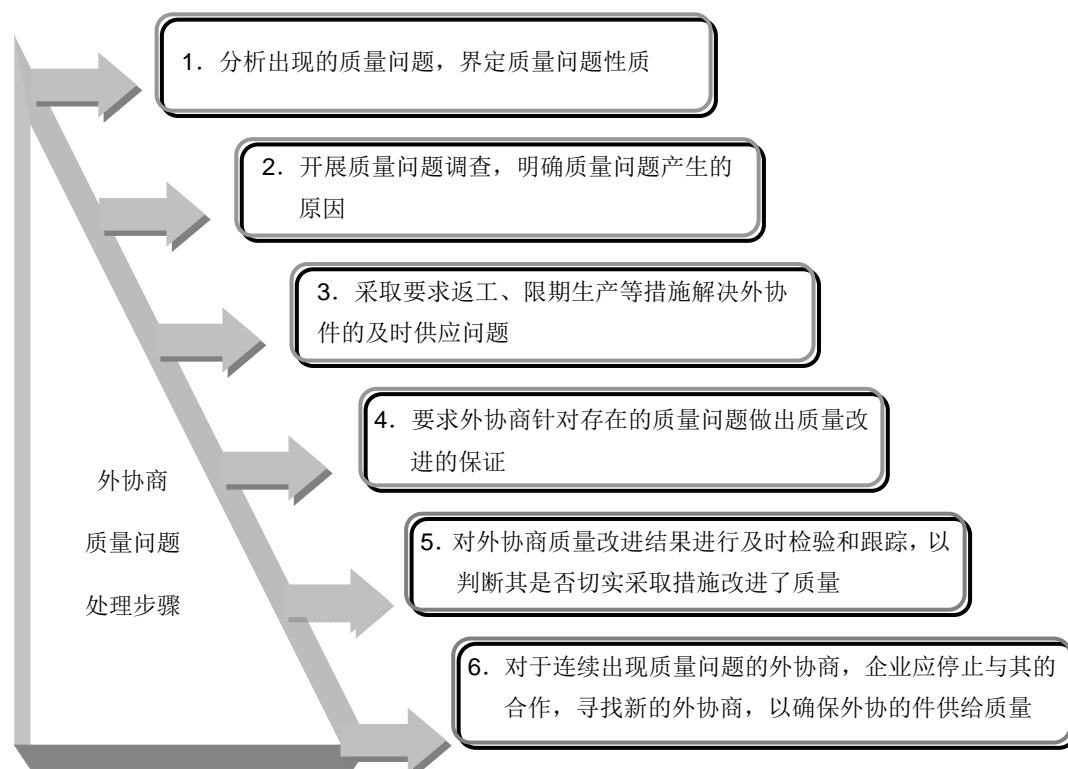 1. 分析出现的质量问题，界定质量问题性质
2. 开展质量问题调查，明确质量问题产生的
原因
3. 采取要求返工、限期生产等措施解决外协
件的及时供应问题
4. 要求外协商针对存在的质量问题做出质量改
进的保证
外协商
质量问题
处理步骤
5. 对外协商质量改进结果进行及时检验和跟踪，以
判断其是否切实采取措施改进了质量
6. 对于连续出现质量问题的外协商，企业应停止与其的
合作，寻找新的外协商，以确保外协的件供给质量